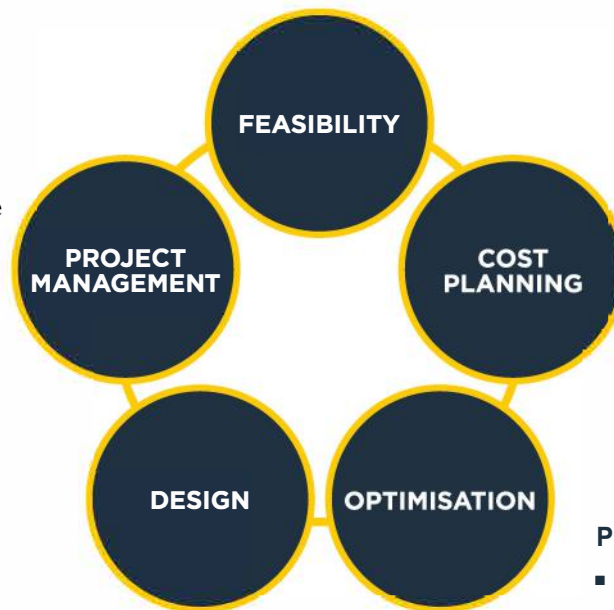 FEASIBILITY
e
PROJECT
MANAGEMENT
COST
PLANNING
DESIGN
OPTIMISATION
P
▪